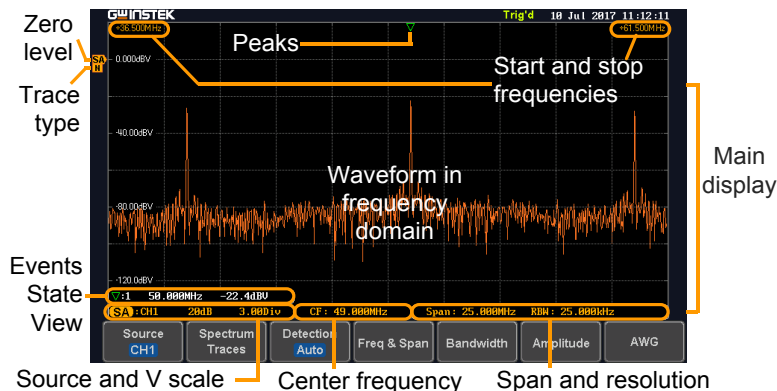 GWINSTEK
Trig'd 10 Jul 2017 11:12:11
Zero level
+36.500MHz
Peaks
+61.500MHz
SA
N
0.000dBV
Start and stop frequencies
Trace type
-40.00dBV
Main display
Waveform in frequency domain
-80.00dBV
Events State View
-120.0dBV
▽:1 50.000MHz -22.4dBV
SA :CH1 20dB 3.00Div
CF: 49.000MHz
Span: 25.000MHz RBW: 25.000kHz
Source CH1
Spectrum Traces
Detection Auto
Freq & Span
Bandwidth
Amplitude
AWG
Source and V scale
Center frequency
Span and resolution